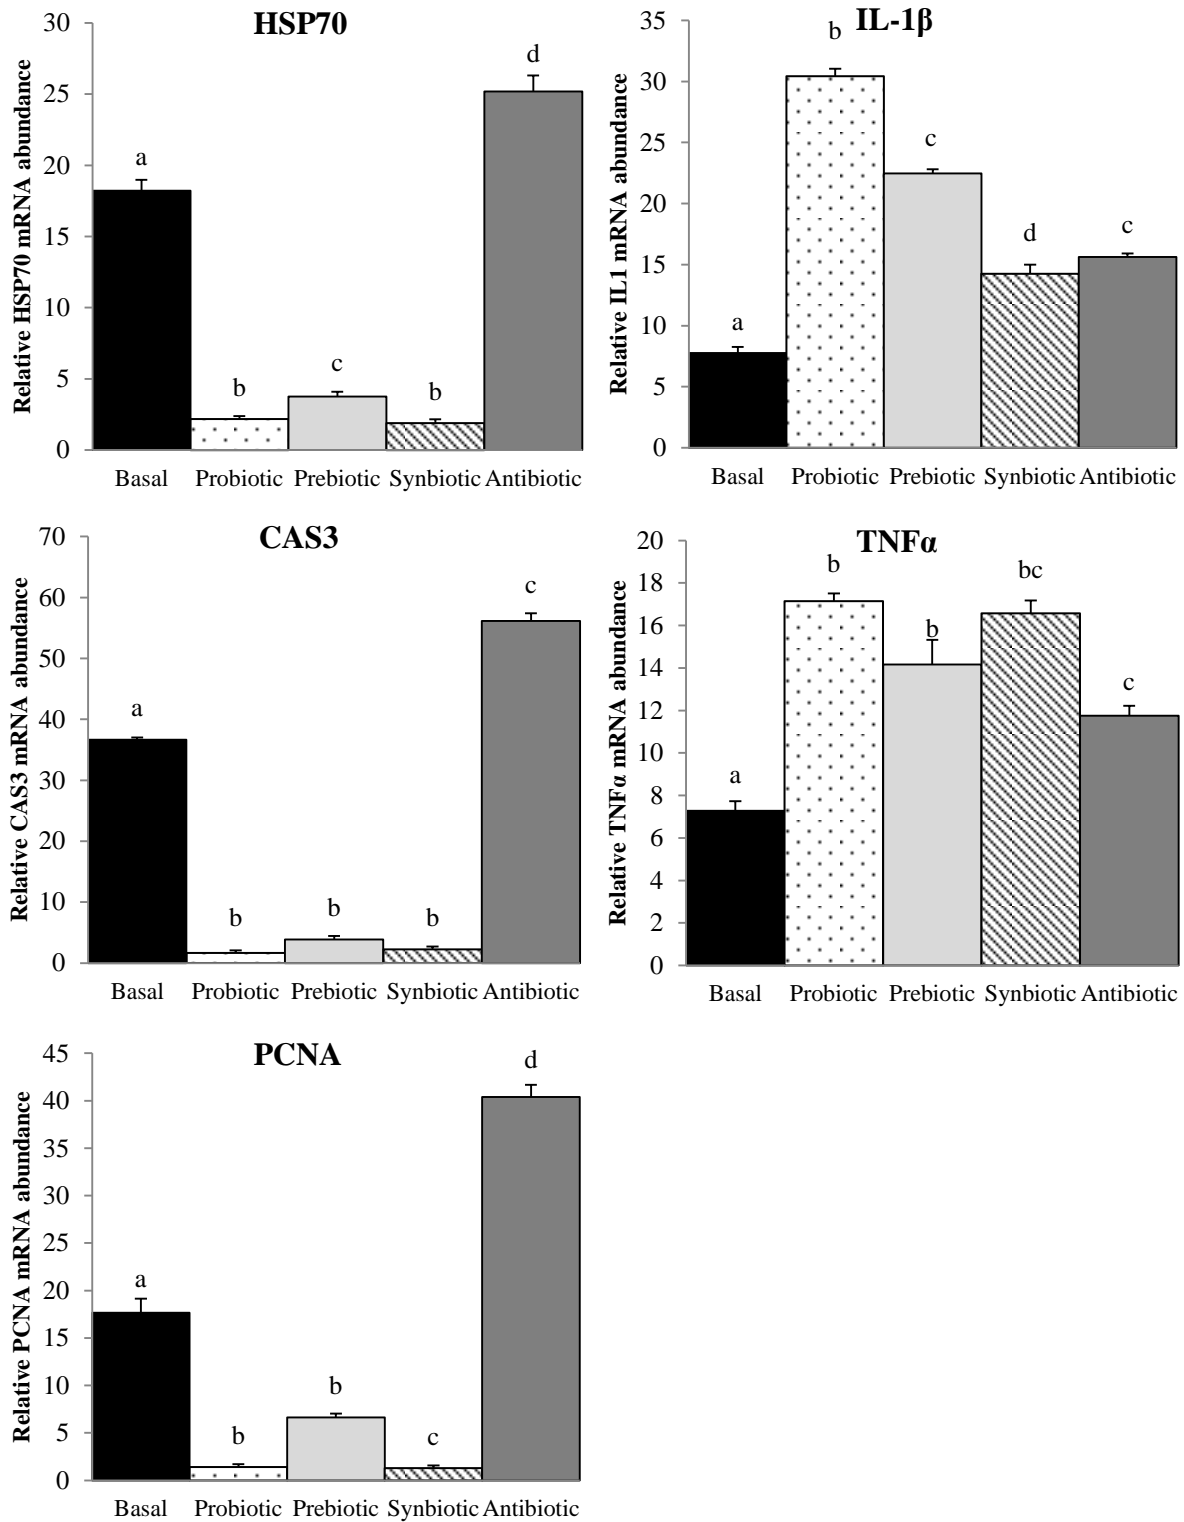 HSP70
Relative HSP70 mRNA abundance
30
25
20
15
10
5
0
a
b
c
b
d
Basal Probiotic Prebiotic Synbiotic Antibiotic
IL-1β
Relative IL1 mRNA abundance
35
30
25
20
15
10
5
0
a
b
c
d
c
Basal Probiotic Prebiotic Synbiotic Antibiotic
CAS3
Relative CAS3 mRNA abundance
70
60
50
40
30
20
10
0
a
b
b
b
c
Basal Probiotic Prebiotic Synbiotic Antibiotic
TNFα
Relative TNFα mRNA abundance
20
18
16
14
12
10
8
6
4
2
0
a
b
b
bc
c
Basal Probiotic Prebiotic Synbiotic Antibiotic
PCNA
Relative PCNA mRNA abundance
45
40
35
30
25
20
15
10
5
0
a
b
b
c
d
Basal Probiotic Prebiotic Synbiotic Antibiotic